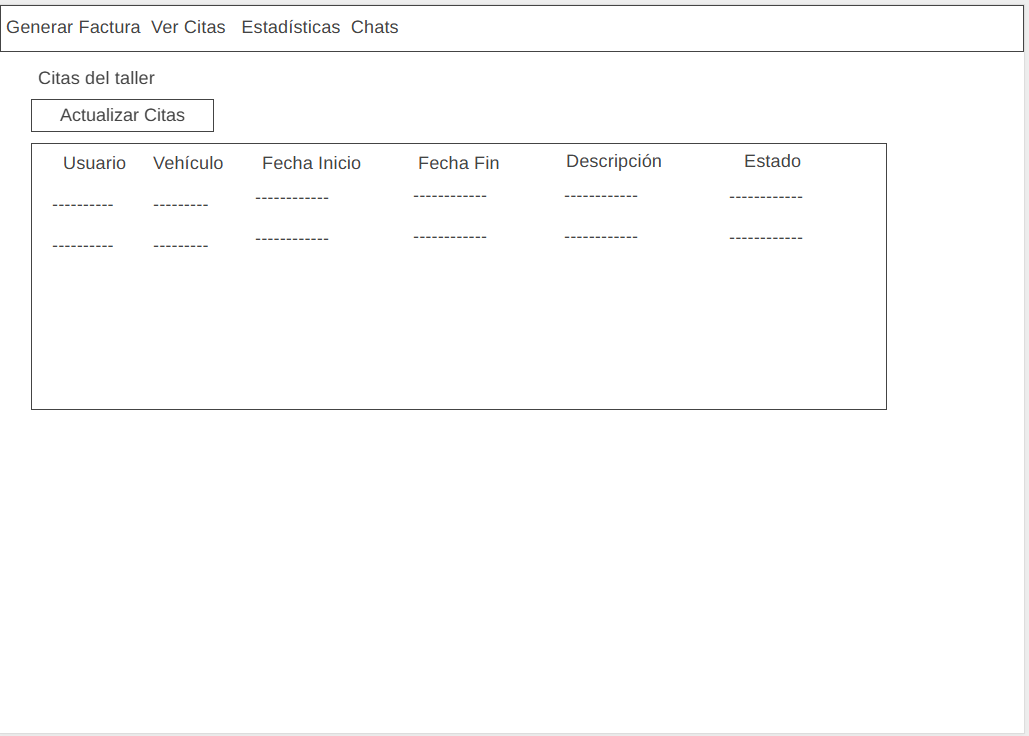 Generar Factura Ver Citas Estadísticas Chats
Citas del taller
Actualizar Citas
Usuario Vehículo Fecha Inicio Fecha Fin Descripción Estado
---------- --------- ------------ ------------ ------------ ------------
---------- --------- ------------ ------------ ------------ ------------